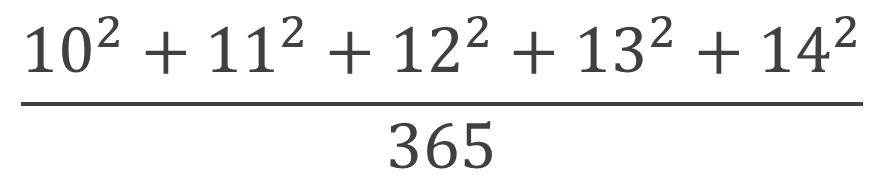 10² + 11² + 12² + 13² + 14²
365